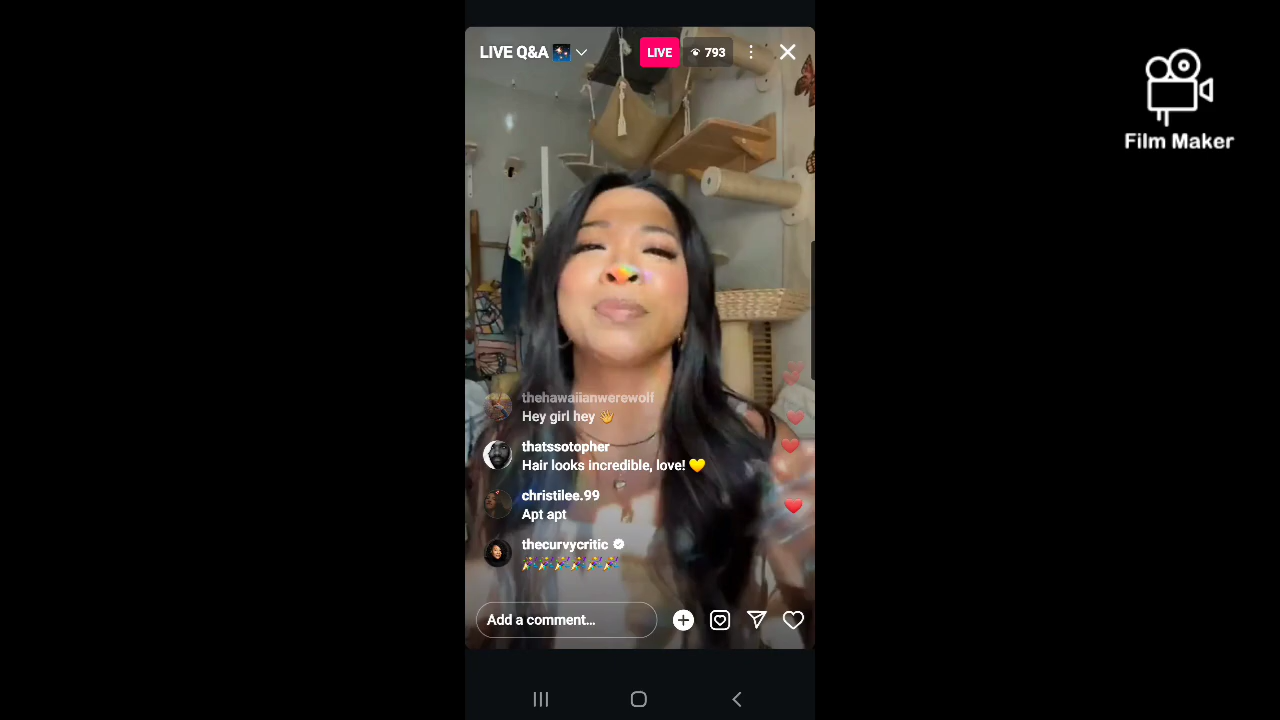 LIVE Q&A 🌠
LIVE
793
Film Maker
thehawaiianwerewolf
Hey girl hey 👋
thatssotopher
Hair looks incredible, love! 💛
christilee.99
Apt apt
thecurvycritic
🎉🎉🎉🎉🎉🎉
Add a comment...